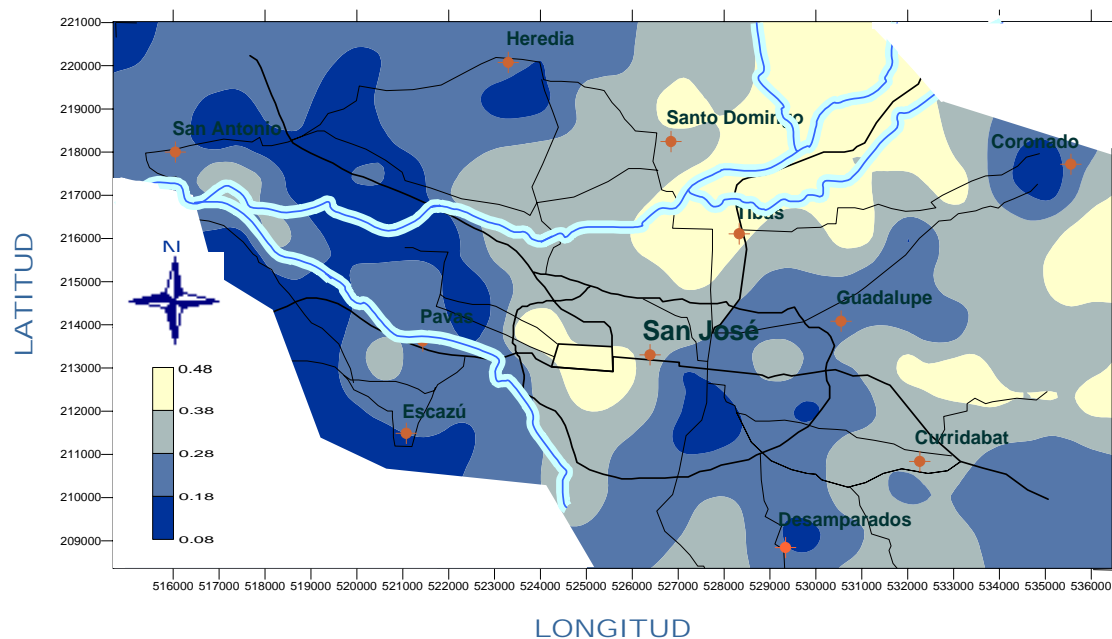 221000
220000
219000
218000
217000
216000
215000
214000
213000
212000
211000
210000
209000
LATITUD
Heredia
San Antonio
Santo Domingo
Coronado
Tibás
N
Guadalupe
Pavas
San José
0.48
0.38
0.28
0.18
0.08
Escazú
Curridabat
Desamparados
516000 517000 518000 519000 520000 521000 522000 523000 524000 525000 526000 527000 528000 529000 530000 531000 532000 533000 534000 535000 536000
LONGITUD